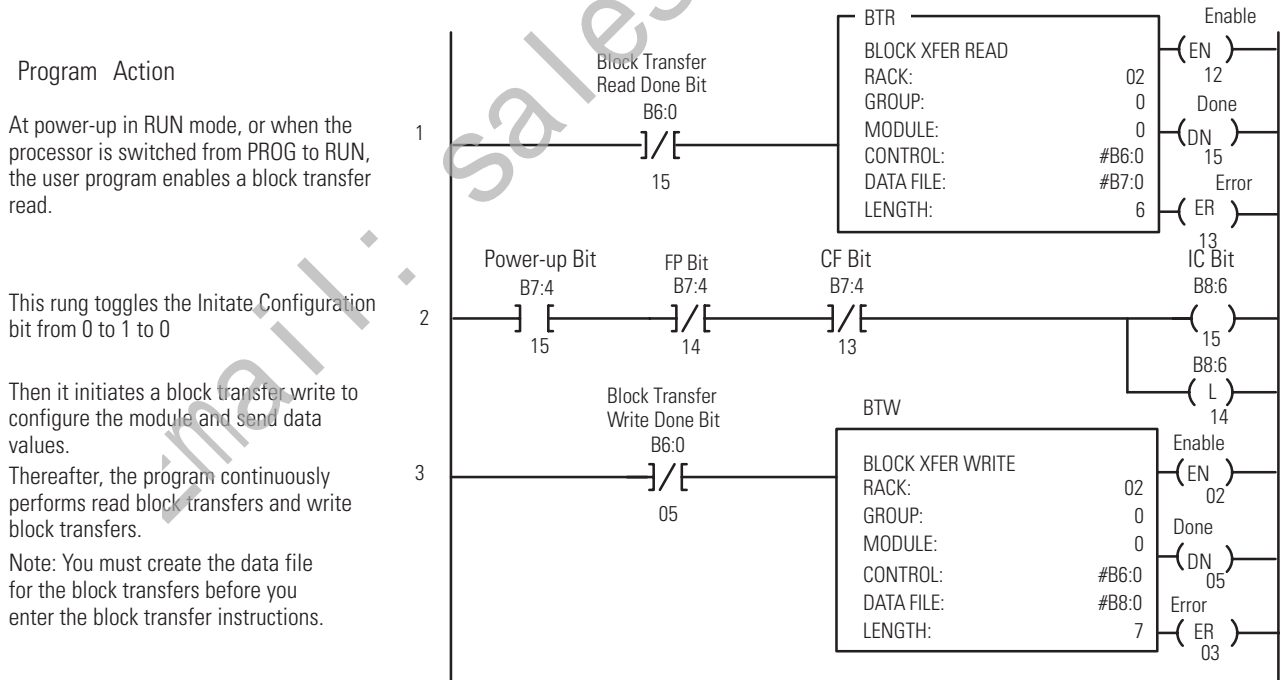 Program Action
At power-up in RUN mode, or when the
processor is switched from PROG to RUN,
the user program enables a block transfer
read.
This rung toggles the Initate Configuration
bit from 0 to 1 to 0
Then it initiates a block transfer write to
configure the module and send data
values.
Thereafter, the program continuously
performs read block transfers and write
block transfers.
Note: You must create the data file
for the block transfers before you
enter the block transfer instructions.
1
Block Transfer
Read Done Bit
B6:0
15
BTR
BLOCK XFER READ
RACK: 02
GROUP: 0
MODULE: 0
CONTROL: #B6:0
DATA FILE: #B7:0
LENGTH: 6
Enable
EN
12
Done
DN
15
Error
ER
13
2
Power-up Bit
B7:4
15
FP Bit
B7:4
14
CF Bit
B7:4
13
IC Bit
B8:6
15
B8:6
L
14
3
Block Transfer
Write Done Bit
B6:0
05
BTW
BLOCK XFER WRITE
RACK: 02
GROUP: 0
MODULE: 0
CONTROL: #B6:0
DATA FILE: #B8:0
LENGTH: 7
Enable
EN
02
Done
DN
05
Error
ER
03
mail: sales